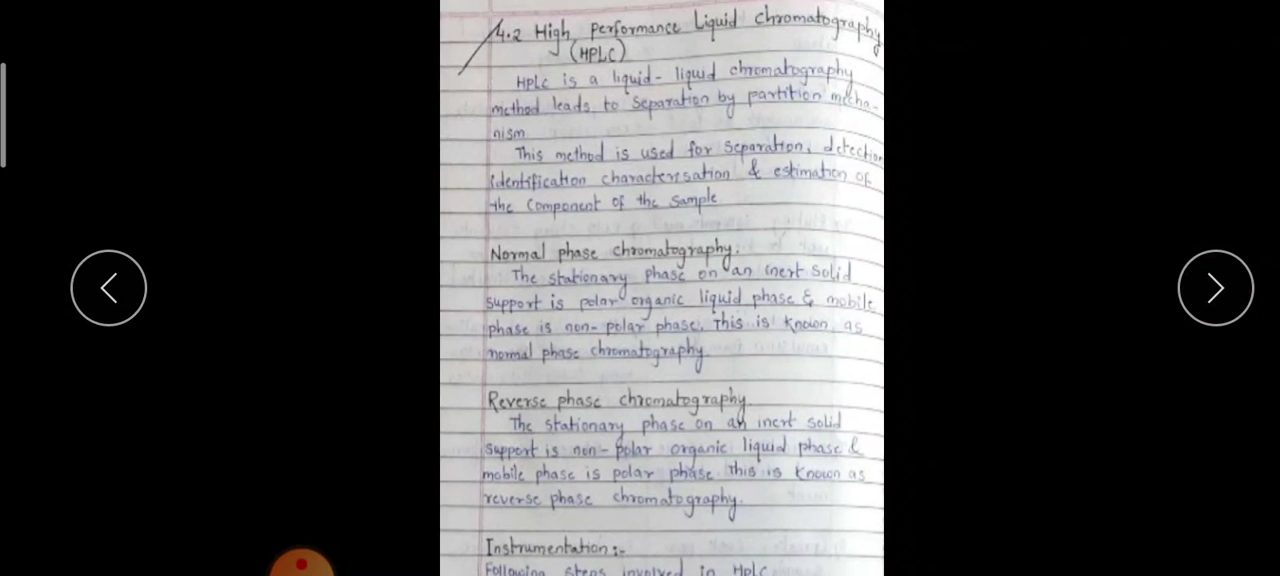 4.2 High Performance Liquid Chromatography
(HPLC)
HPLC is a liquid-liquid chromatography
method leads to separation by partition mecha-
nism
This method is used for separation, detection
identification characterisation & estimation of
the component of the sample
Normal phase chromatography.
The stationary phase on an inert solid
support is polar organic liquid phase & mobile
phase is non-polar phase. This is known as
normal phase chromatography.
Reverse phase chromatography.
The stationary phase on an inert solid
support is non-polar organic liquid phase &
mobile phase is polar phase This is known as
reverse phase chromatography.
Instrumentation :-
Following steps involved in HPLC